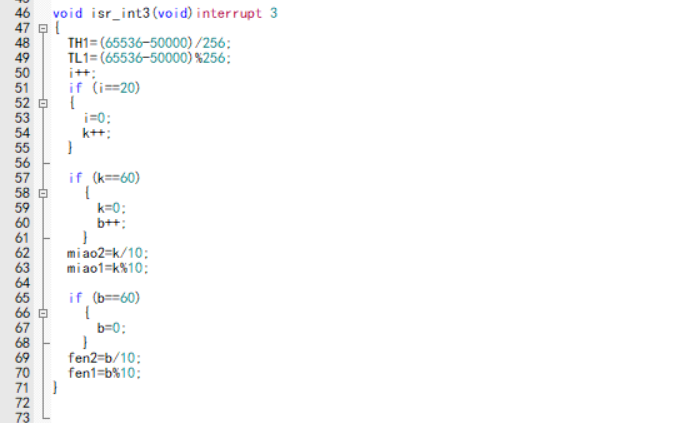 46 void isr_int3(void)interrupt 3
47 {
48 TH1=(65536-50000)/256;
49 TL1=(65536-50000)%256;
50 i++;
51 if (i==20)
52 {
53 i=0;
54 k++;
55 }
56
57 if (k==60)
58 {
59 k=0;
60 b++;
61 }
62 miao2=k/10;
63 miao1=k%10;
64
65 if (b==60)
66 {
67 b=0;
68 }
69 fen2=b/10;
70 fen1=b%10;
71 }
72
73